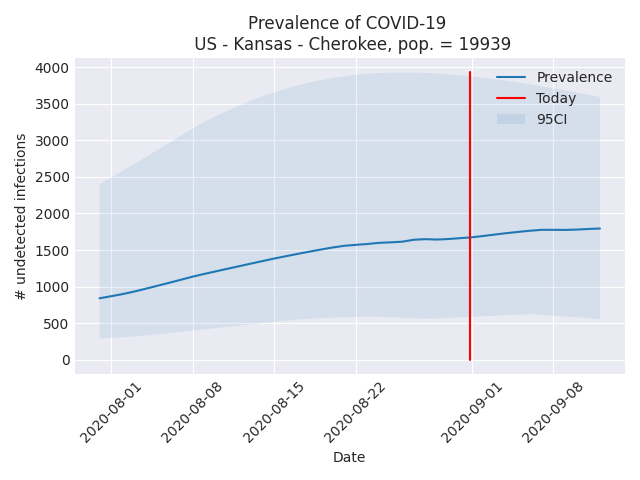 Prevalence of COVID-19
US - Kansas - Cherokee, pop. = 19939
4000
3500
3000
2500
2000
1500
1000
500
0
# undetected infections
Prevalence
Today
95CI
2020-08-01
2020-08-08
2020-08-15
2020-08-22
2020-09-01
2020-09-08
Date